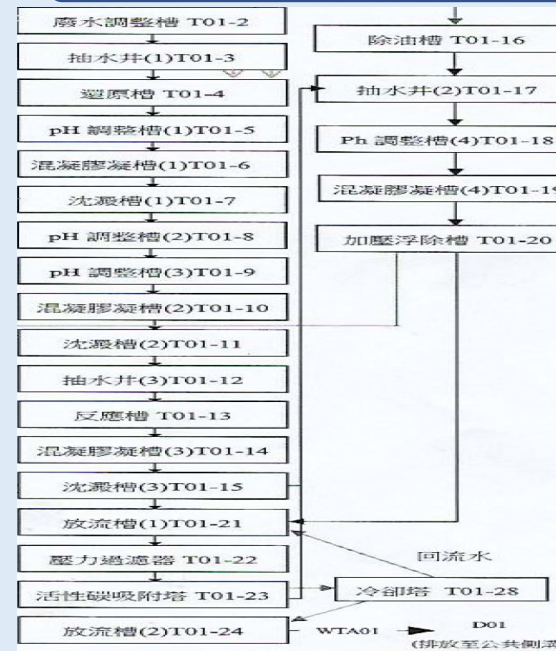 廢水調整槽 T01-2
抽水井(1)T01-3
還原槽 T01-4
pH 調整槽(1)T01-5
混凝膠凝槽(1)T01-6
沈澱槽(1)T01-7
pH 調整槽(2)T01-8
pH 調整槽(3)T01-9
混凝膠凝槽(2)T01-10
沈澱槽(2)T01-11
抽水井(3)T01-12
反應槽 T01-13
混凝膠凝槽(3)T01-14
沈澱槽(3)T01-15
放流槽(1)T01-21
壓力過濾器 T01-22
活性碳吸附塔 T01-23
放流槽(2)T01-24
除油槽 T01-16
抽水井(2)T01-17
Ph 調整槽(4)T01-18
混凝膠凝槽(4)T01-19
加壓浮除槽 T01-20
回流水
冷卻塔 T01-28
WTA01
D01
(排放至公共側溝